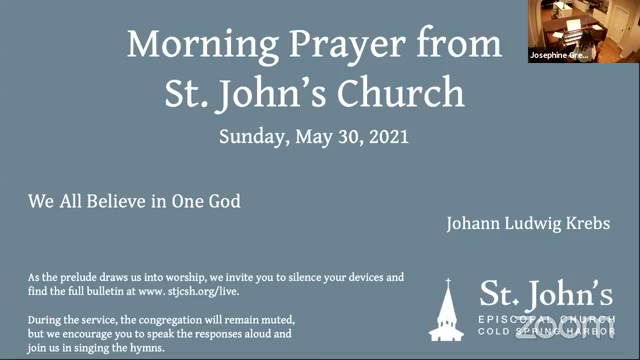 Morning Prayer from
St. John's Church
Sunday, May 30, 2021
We All Believe in One God
Johann Ludwig Krebs
As the prelude draws us into worship, we invite you to silence your devices and
find the full bulletin at www. stjcsh.org/live.
During the service, the congregation will remain muted,
but we encourage you to speak the responses aloud and
join us in singing the hymns.
St. John's
EPISCOPAL CHURCH
COLD SPRING HARBOR
zoom
Josephine Gre...